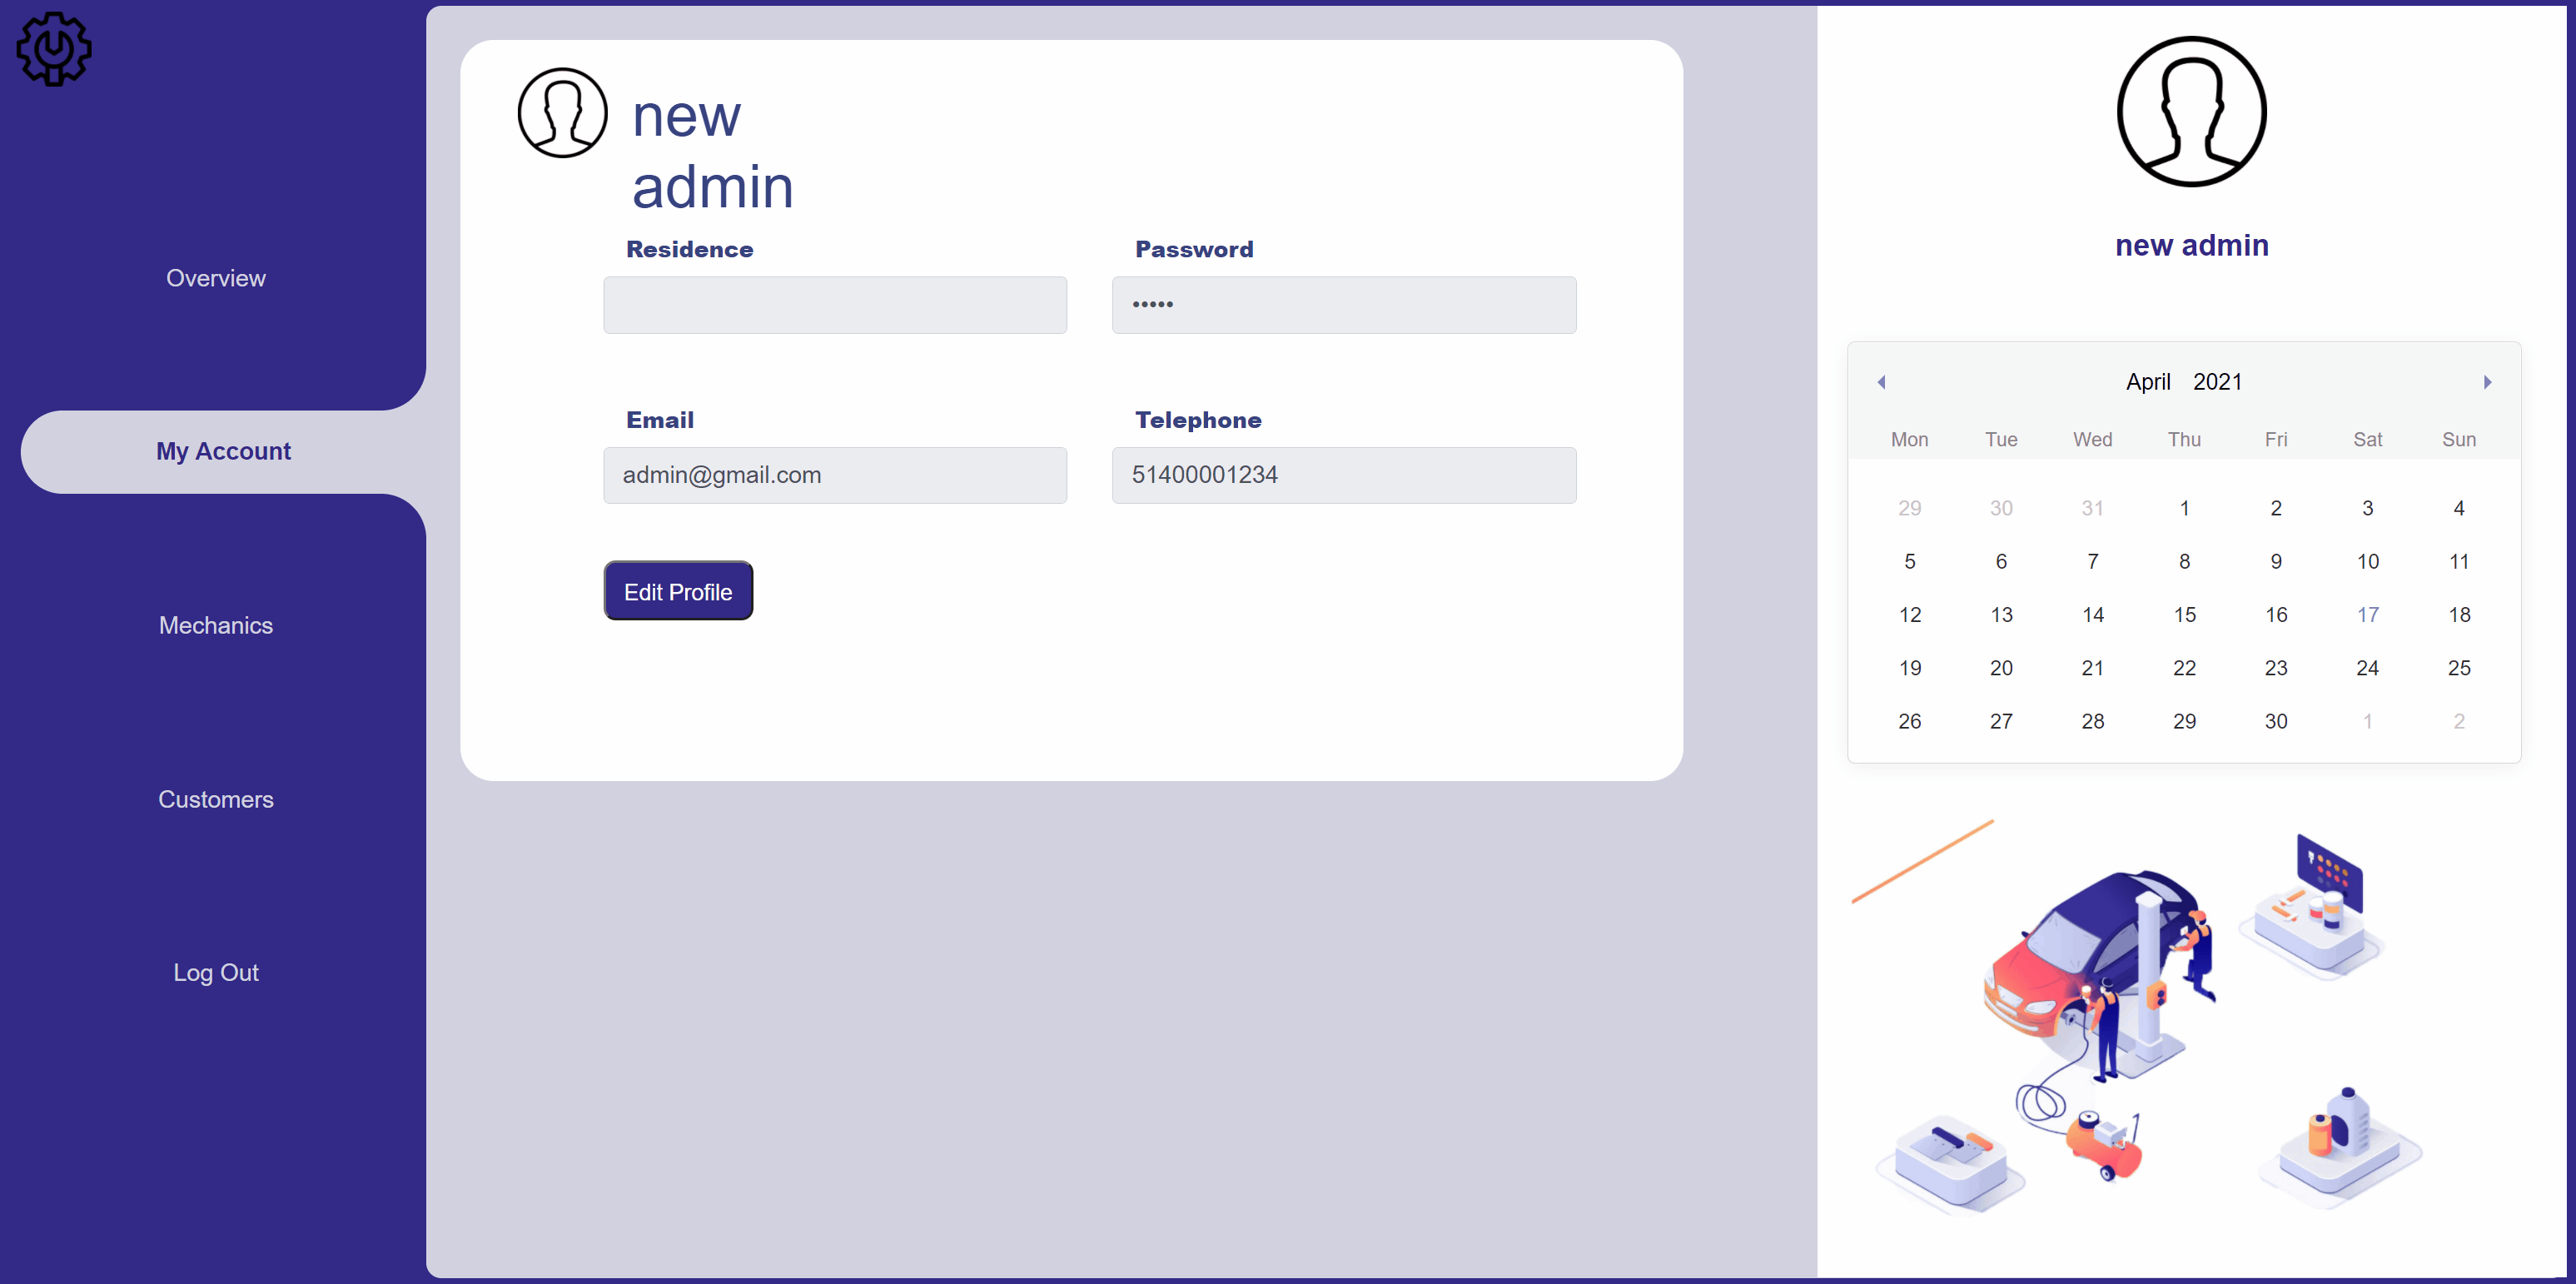 Overview
My Account
Mechanics
Customers
Log Out
new
admin
Residence
Password
•••••
Email
Telephone
admin@gmail.com
51400001234
Edit Profile
new admin
April 2021
Mon Tue Wed Thu Fri Sat Sun
29 30 31 1 2 3 4
5 6 7 8 9 10 11
12 13 14 15 16 17 18
19 20 21 22 23 24 25
26 27 28 29 30 1 2